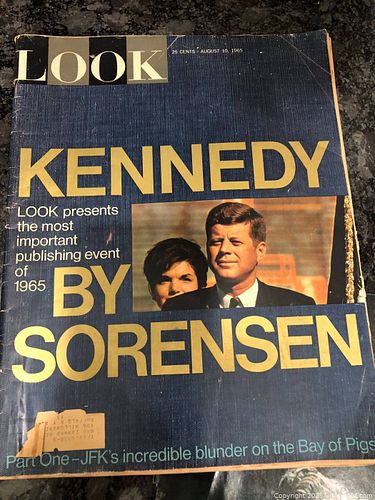 LOOK
25 CENTS · AUGUST 10, 1965
KENNEDY
LOOK presents
the most
important
publishing event
of
1965
BY
SORENSEN
Part One–JFK's incredible blunder on the Bay of Pigs